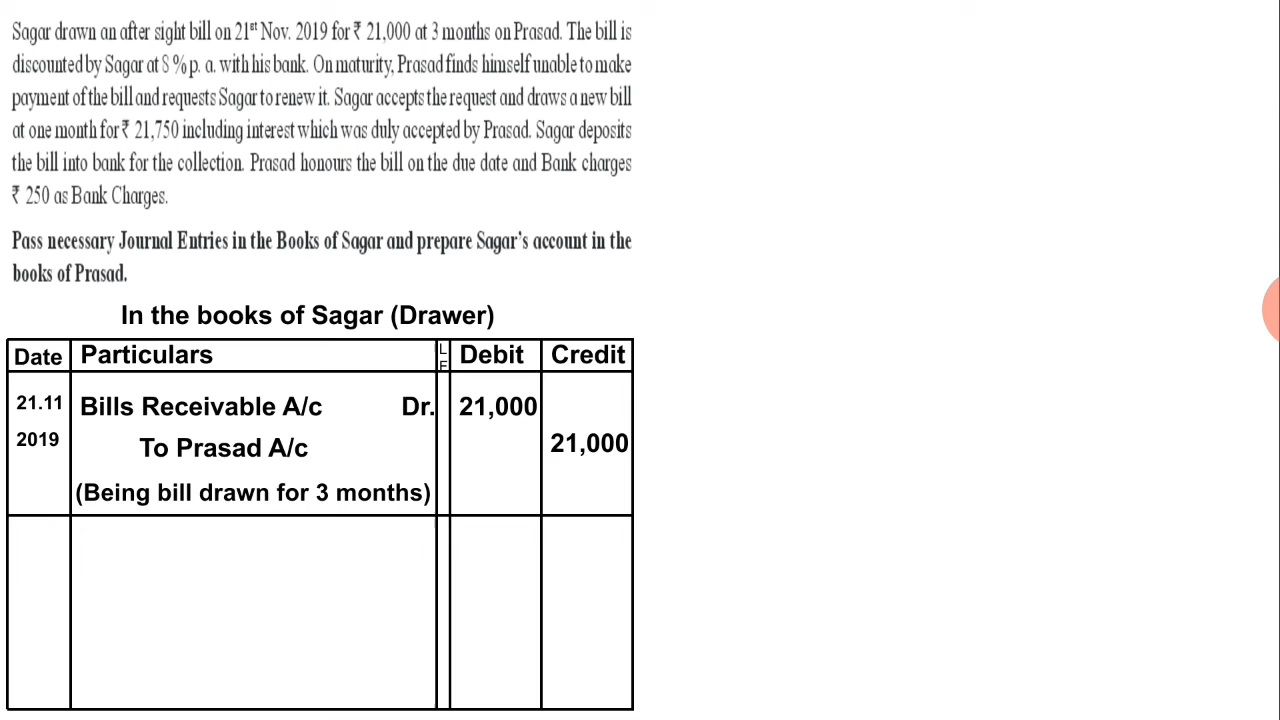 Sagar drawn an after sight bill on 21st Nov. 2019 for ₹ 21,000 at 3 months on Prasad. The bill is
discounted by Sagar at 8 % p. a. with his bank. On maturity, Prasad finds himself unable to make
payment of the bill and requests Sagar to renew it. Sagar accepts the request and draws a new bill
at one month for ₹ 21,750 including interest which was duly accepted by Prasad. Sagar deposits
the bill into bank for the collection. Prasad honours the bill on the due date and Bank charges
₹ 250 as Bank Charges.
Pass necessary Journal Entries in the Books of Sagar and prepare Sagar's account in the
books of Prasad.
In the books of Sagar (Drawer)
Date Particulars L F Debit Credit
21.11 Bills Receivable A/c Dr. 21,000
2019 To Prasad A/c 21,000
(Being bill drawn for 3 months)